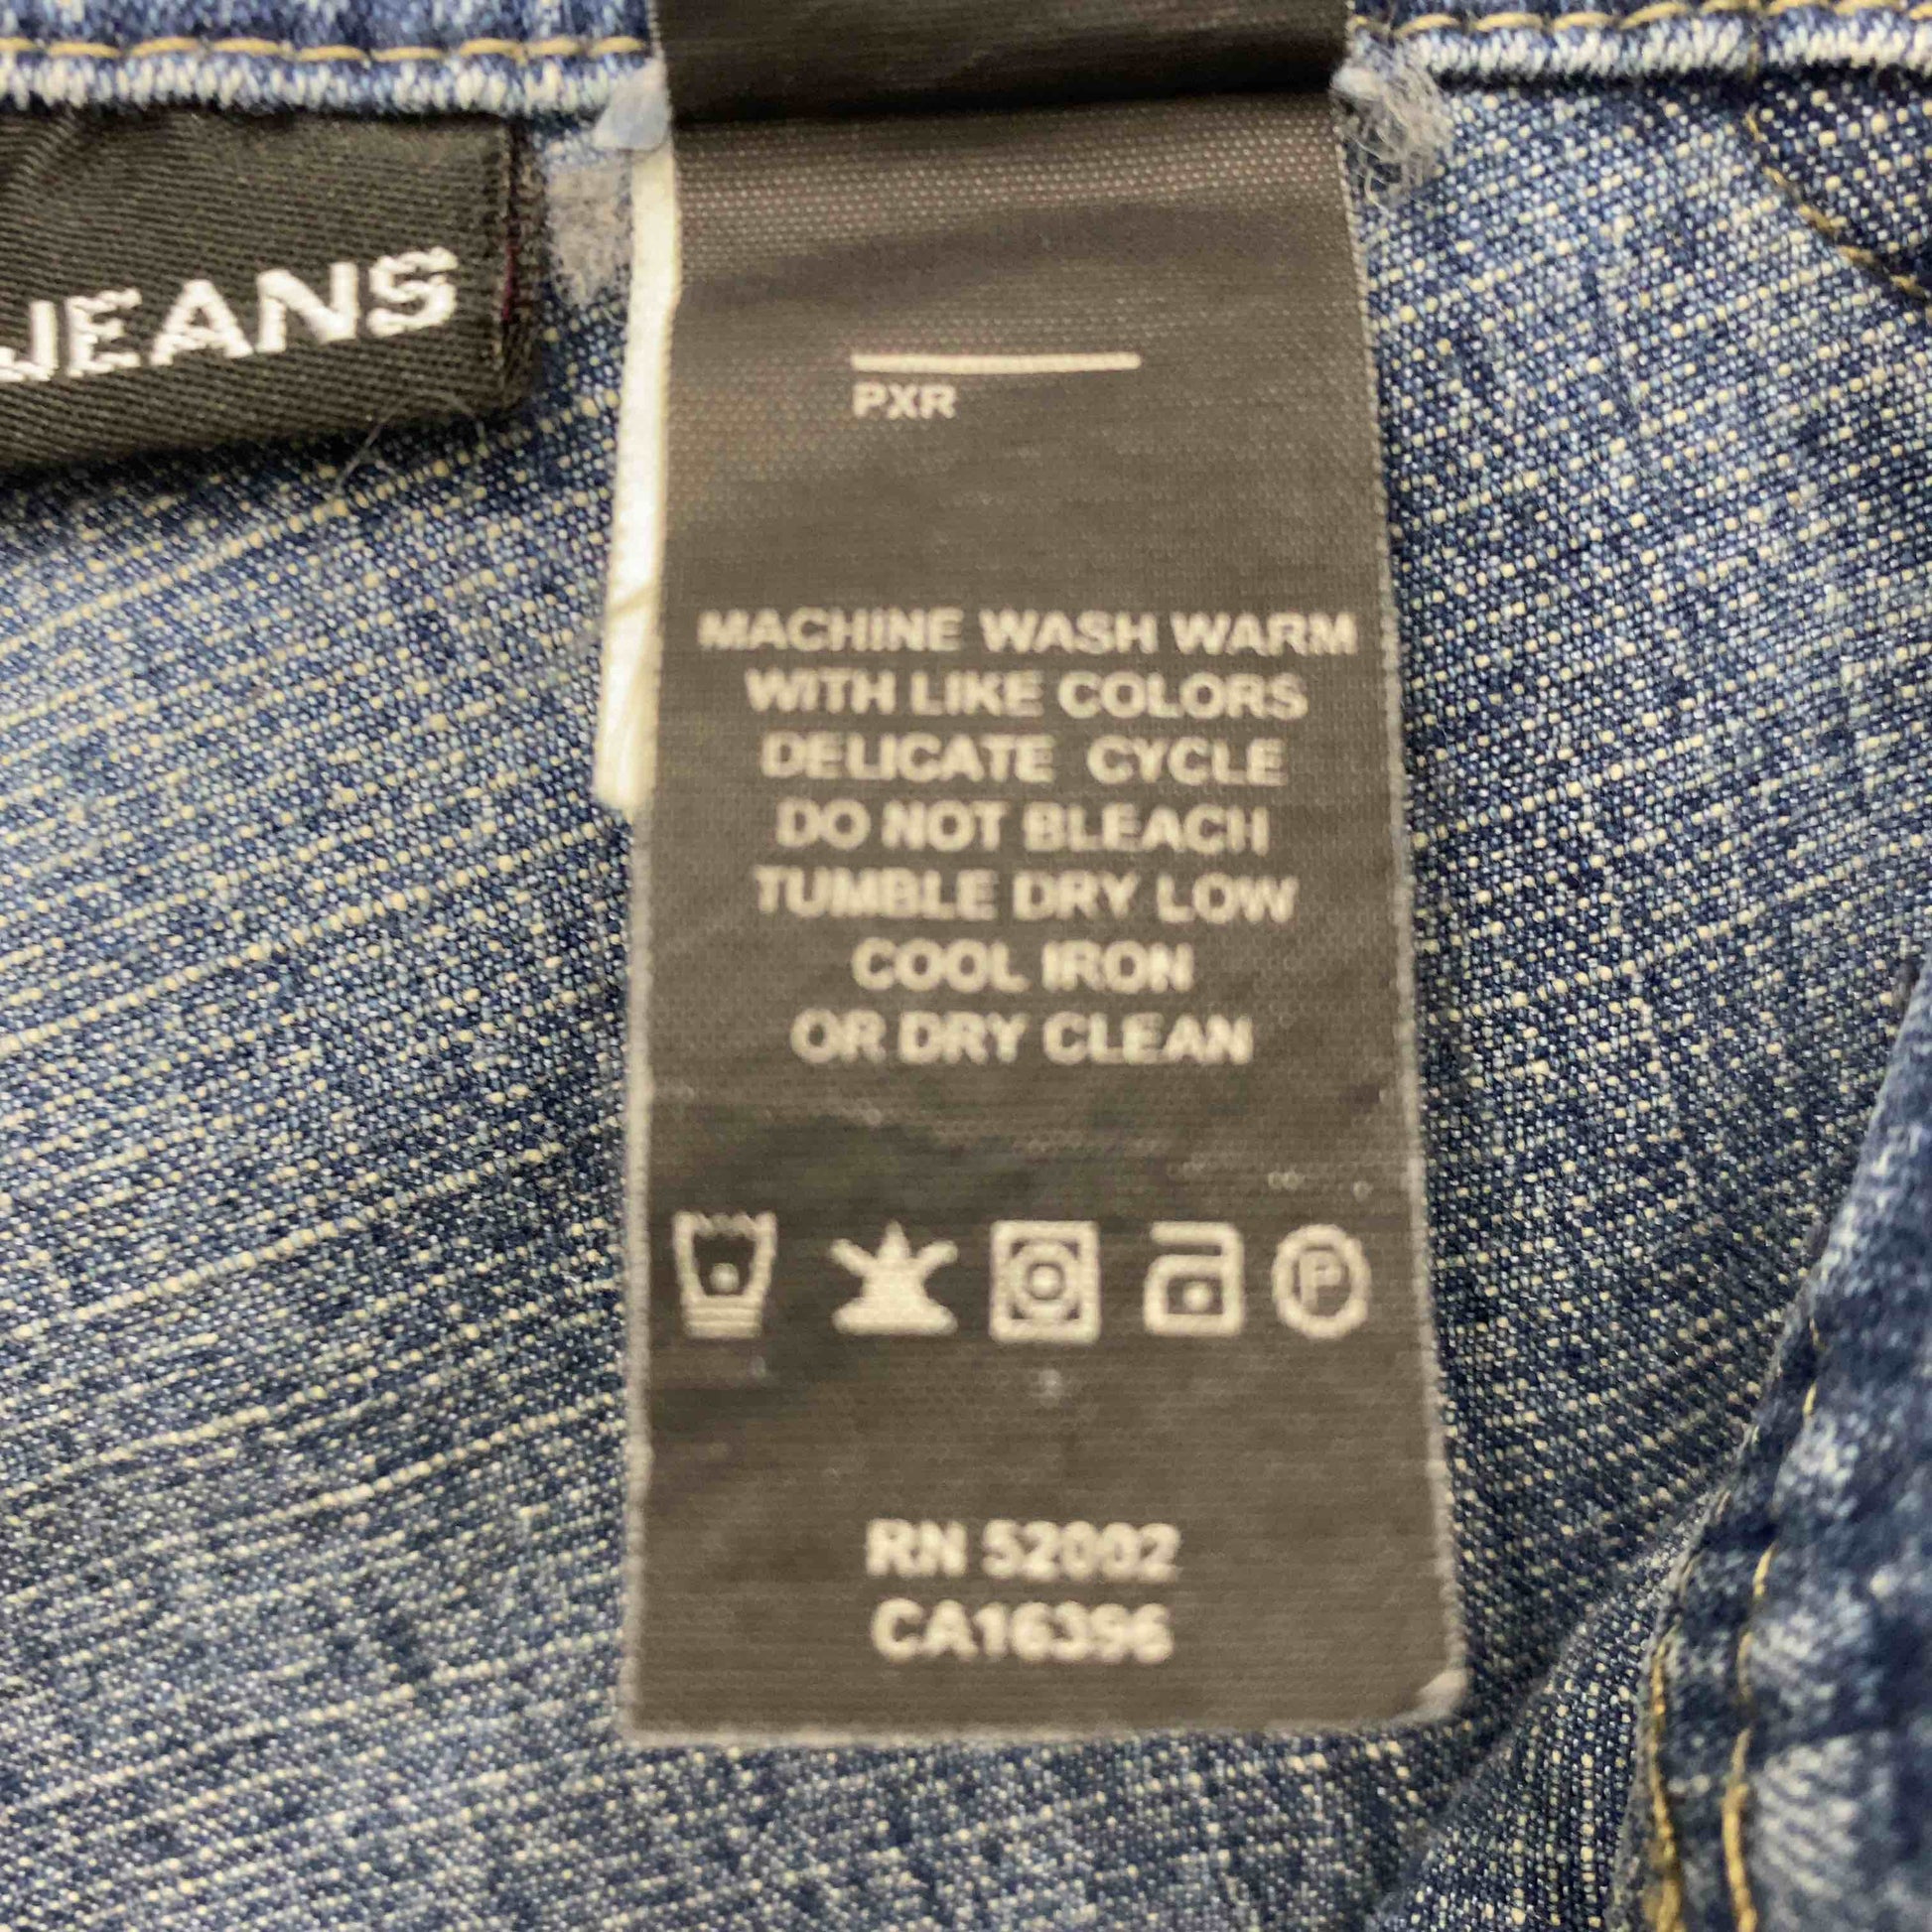 JEANS
PXR
MACHINE WASH WARM
WITH LIKE COLORS
DELICATE CYCLE
DO NOT BLEACH
TUMBLE DRY LOW
COOL IRON
OR DRY CLEAN
P
RN 52002
CA16396